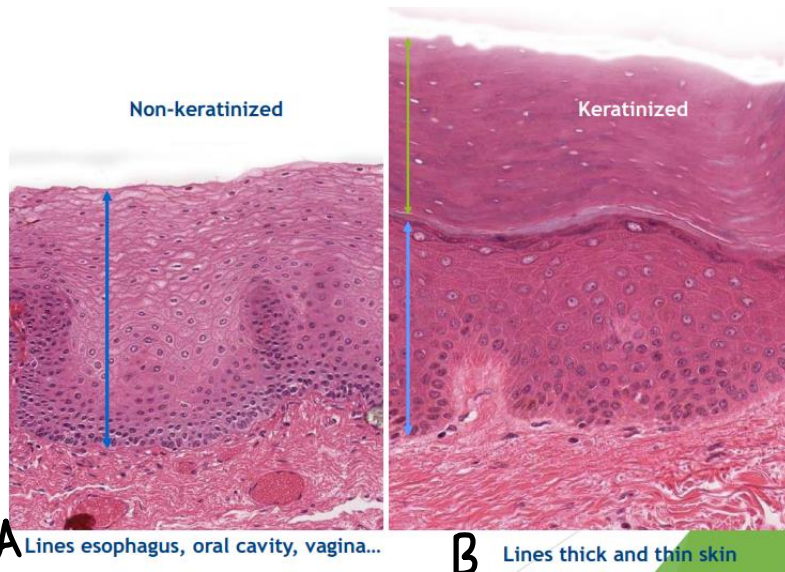 Non-keratinized
Keratinized
A Lines esophagus, oral cavity, vagina...
B Lines thick and thin skin